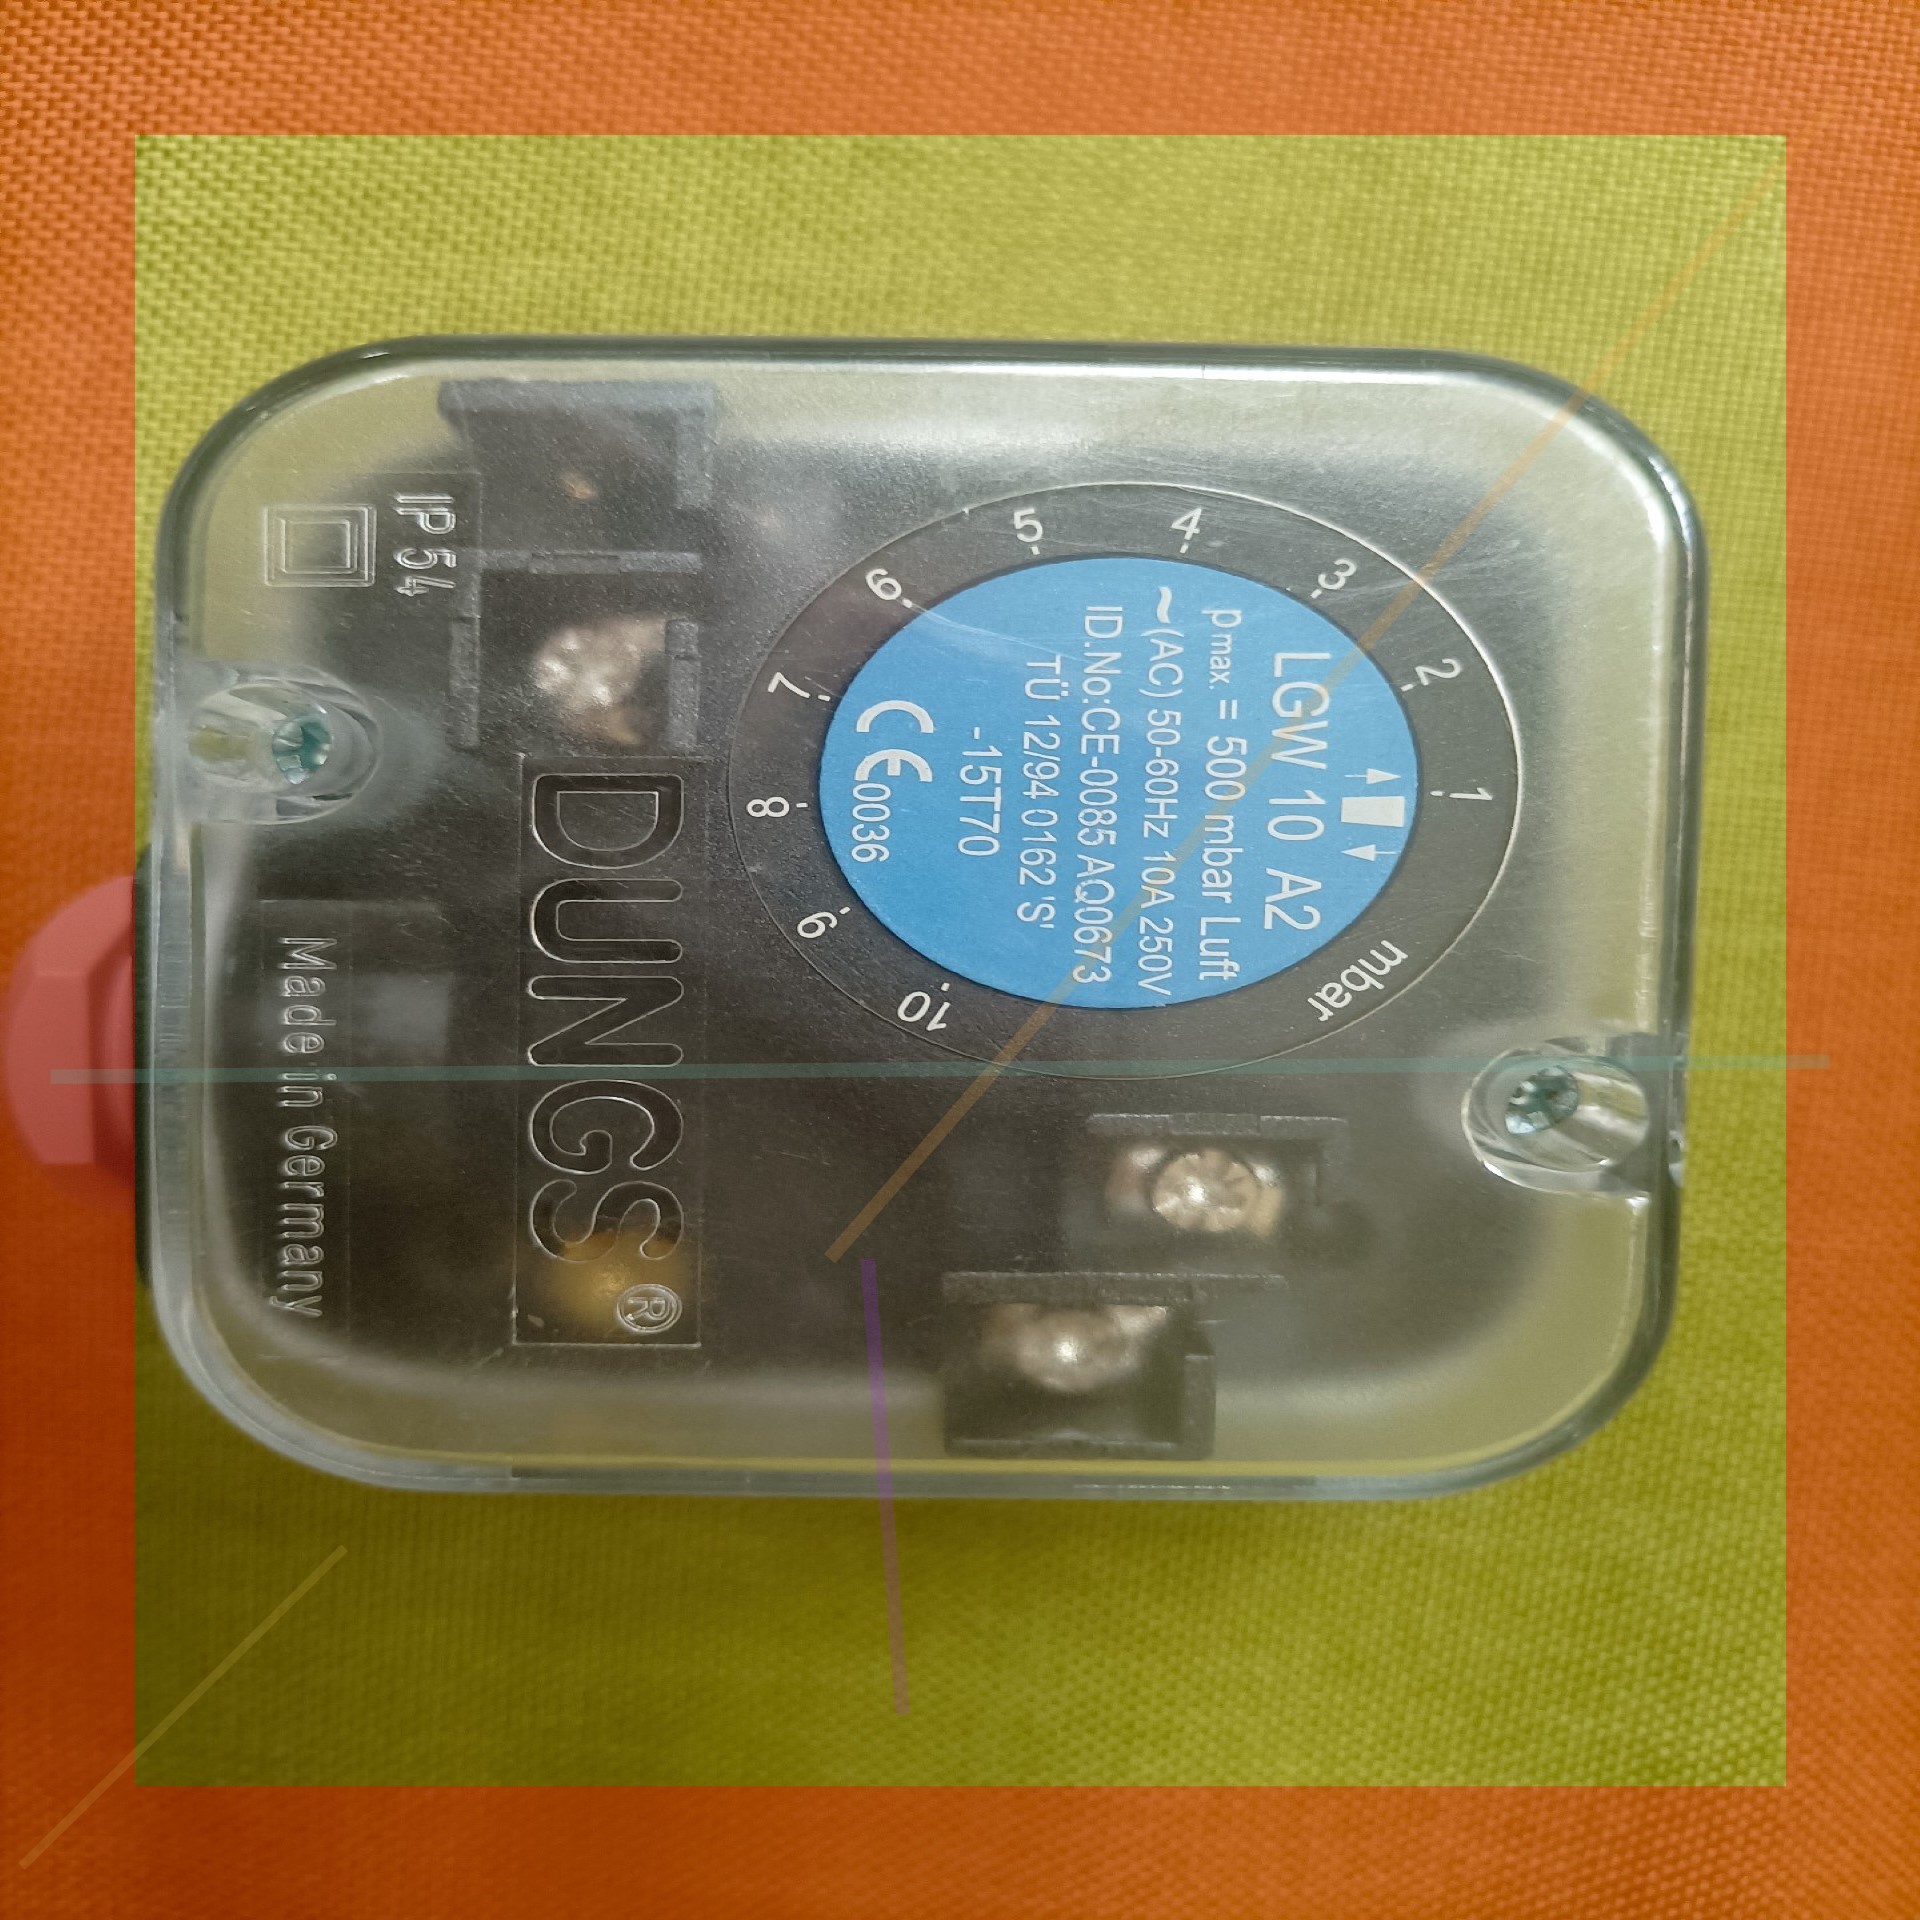 1
2
3
4
5
6
7
8
9
10
mbar
LGW 10 A2
pmax. = 500 mbar Luft
~(AC) 50-60Hz 10A 250V
ID.No:CE-0085 AQ0673
TÜ 12/94 0162 'S'
-15T70
CE0036
DUNGS®
IP 54
Made in Germany